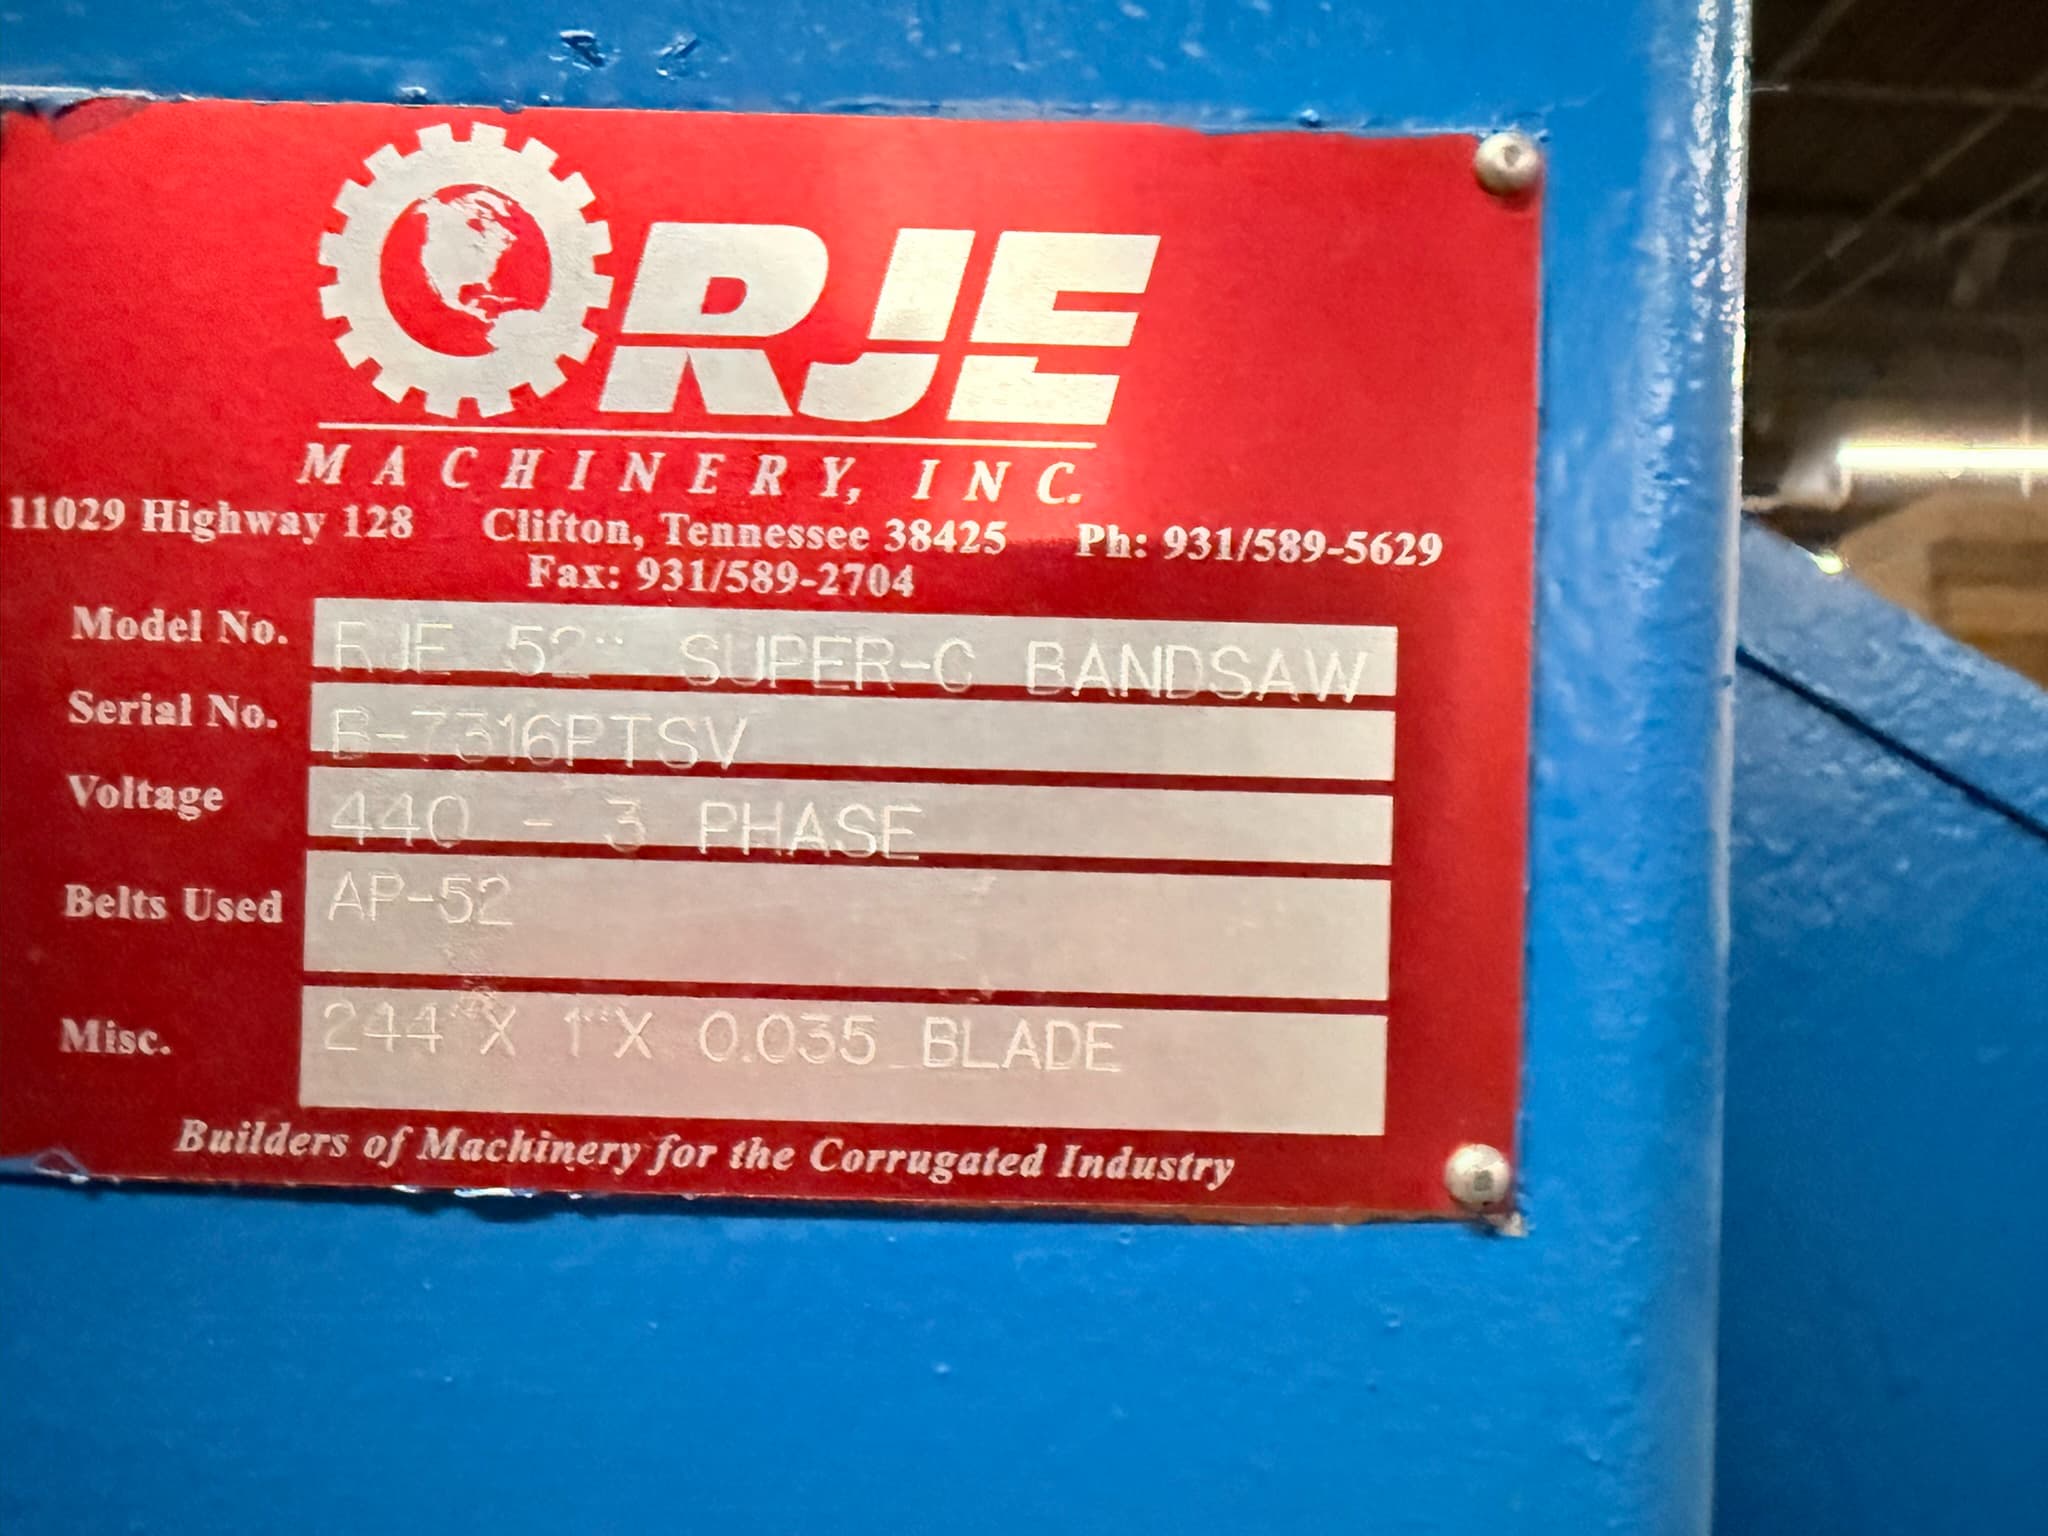 RJE
MACHINERY, INC.
11029 Highway 128 Clifton, Tennessee 38425 Ph: 931/589-5629
Fax: 931/589-2704
Model No. RJE 52" SUPER-C BANDSAW
Serial No. B-7316PTSV
Voltage 440 - 3 PHASE
Belts Used AP-52
Misc. 244" X 1" X 0.035 BLADE
Builders of Machinery for the Corrugated Industry